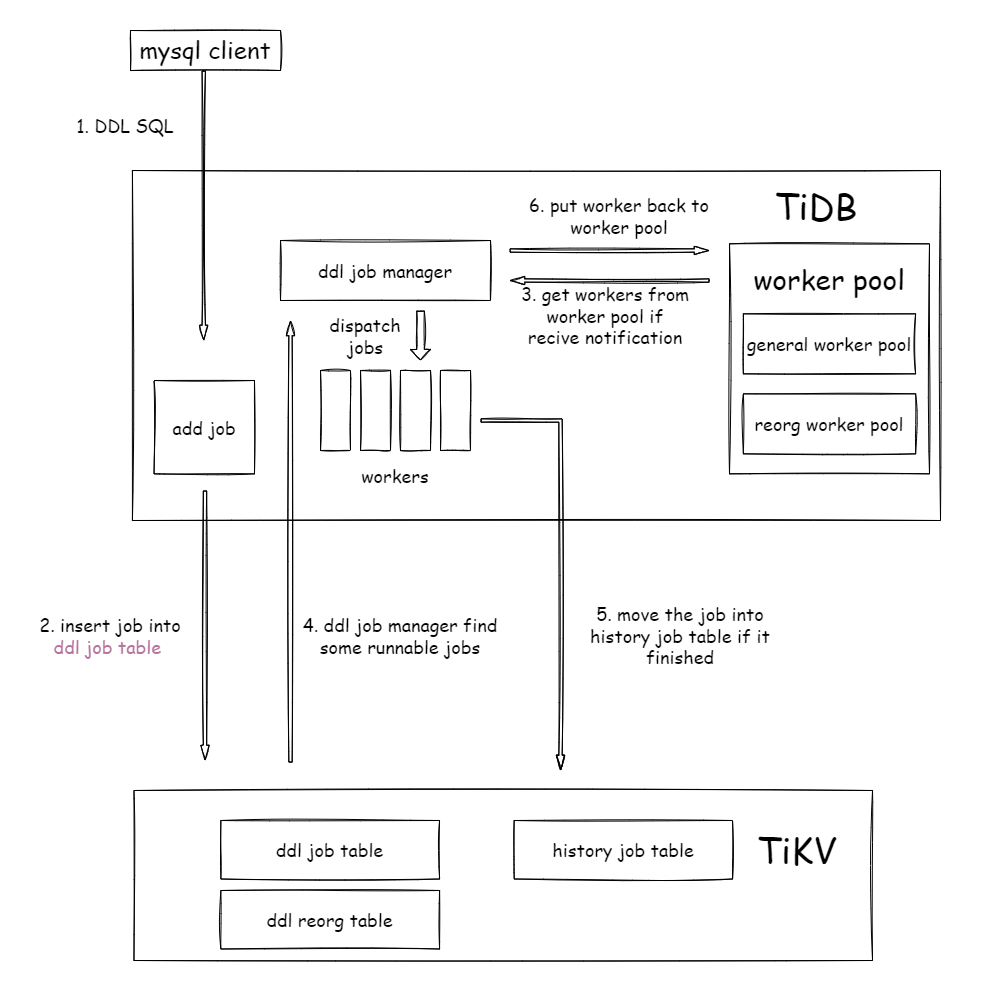 mysql client
1. DDL SQL
TiDB
6. put worker back to
worker pool
ddl job manager
3. get workers from
worker pool if
recive notification
worker pool
general worker pool
reorg worker pool
dispatch
jobs
add job
workers
2. insert job into
ddl job table
4. ddl job manager find
some runnable jobs
5. move the job into
history job table if it
finished
ddl job table
history job table
TiKV
ddl reorg table